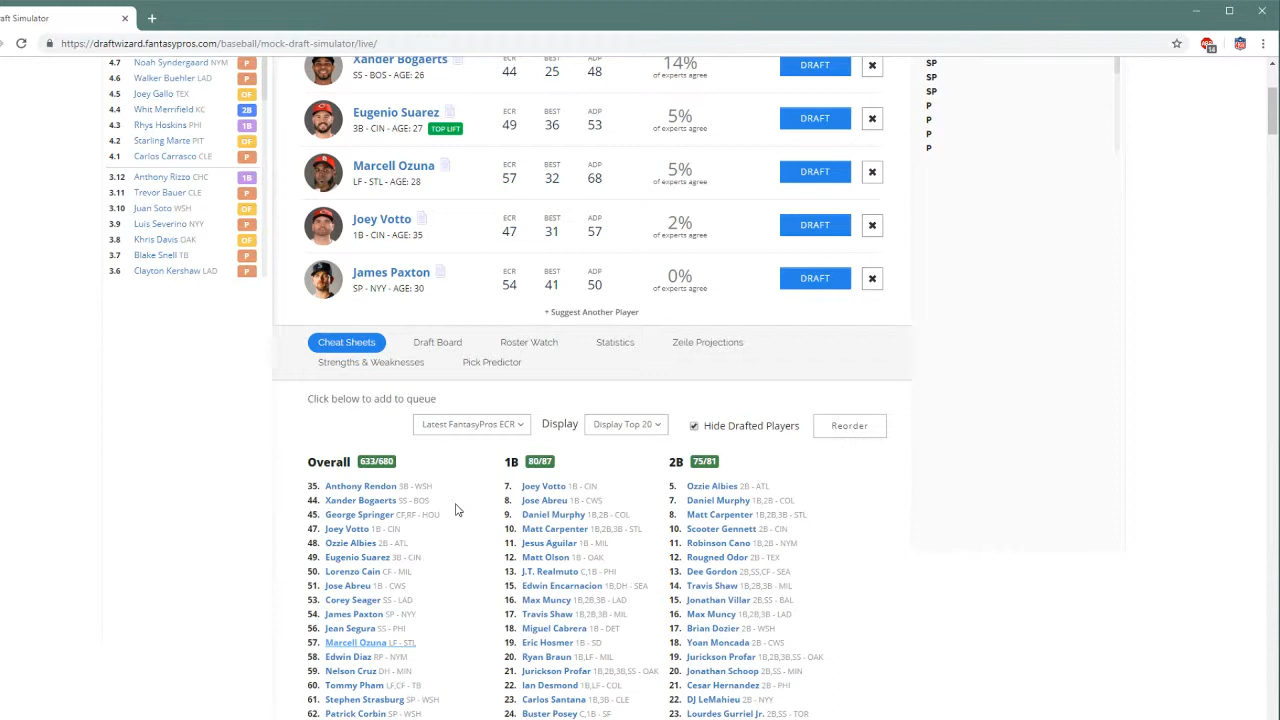 aft Simulator
https://draftwizard.fantasypros.com/baseball/mock-draft-simulator/live/
14
4.7 Noah Syndergaard NYM P
4.6 Walker Buehler LAD P
4.5 Joey Gallo TEX OF
4.4 Whit Merrifield KC 2B
4.3 Rhys Hoskins PHI 1B
4.2 Starling Marte PIT OF
4.1 Carlos Carrasco CLE P
3.12 Anthony Rizzo CHC 1B
3.11 Trevor Bauer CLE P
3.10 Juan Soto WSH OF
3.9 Luis Severino NYY P
3.8 Khris Davis OAK OF
3.7 Blake Snell TB P
3.6 Clayton Kershaw LAD P
Xander Bogaerts ECR BEST ADP 14%
SS - BOS - AGE: 26 44 25 48 of experts agree DRAFT
Eugenio Suarez ECR BEST ADP 5%
3B - CIN - AGE: 27 TOP LIFT 49 36 53 of experts agree DRAFT
Marcell Ozuna ECR BEST ADP 5%
LF - STL - AGE: 28 57 32 68 of experts agree DRAFT
Joey Votto ECR BEST ADP 2%
1B - CIN - AGE: 35 47 31 57 of experts agree DRAFT
James Paxton ECR BEST ADP 0%
SP - NYY - AGE: 30 54 41 50 of experts agree DRAFT
+ Suggest Another Player
SP
SP
SP
P
P
P
P
Cheat Sheets Draft Board Roster Watch Statistics Zeile Projections
Strengths & Weaknesses Pick Predictor
Click below to add to queue
Latest FantasyPros ECR Display Display Top 20 Hide Drafted Players Reorder
Overall 633/680
35. Anthony Rendon 3B - WSH
44. Xander Bogaerts SS - BOS
45. George Springer CF,RF - HOU
47. Joey Votto 1B - CIN
48. Ozzie Albies 2B - ATL
49. Eugenio Suarez 3B - CIN
50. Lorenzo Cain CF - MIL
51. Jose Abreu 1B - CWS
53. Corey Seager SS - LAD
54. James Paxton SP - NYY
56. Jean Segura SS - PHI
57. Marcell Ozuna LF - STL
58. Edwin Diaz RP - NYM
59. Nelson Cruz DH - MIN
60. Tommy Pham LF,CF - TB
61. Stephen Strasburg SP - WSH
62. Patrick Corbin SP - WSH
1B 80/87
7. Joey Votto 1B - CIN
8. Jose Abreu 1B - CWS
9. Daniel Murphy 1B,2B - COL
10. Matt Carpenter 1B,2B,3B - STL
11. Jesus Aguilar 1B - MIL
12. Matt Olson 1B - OAK
13. J.T. Realmuto C,1B - PHI
15. Edwin Encarnacion 1B,DH - SEA
16. Max Muncy 1B,2B,3B - LAD
17. Travis Shaw 1B,2B,3B - MIL
18. Miguel Cabrera 1B - DET
19. Eric Hosmer 1B - SD
20. Ryan Braun 1B,LF - MIL
21. Jurickson Profar 1B,2B,3B,SS - OAK
22. Ian Desmond 1B,LF - COL
23. Carlos Santana 1B,3B - CLE
24. Buster Posey C,1B - SF
2B 75/81
5. Ozzie Albies 2B - ATL
7. Daniel Murphy 1B,2B - COL
8. Matt Carpenter 1B,2B,3B - STL
10. Scooter Gennett 2B - CIN
11. Robinson Cano 1B,2B - NYM
12. Rougned Odor 2B - TEX
13. Dee Gordon 2B,SS,CF - SEA
14. Travis Shaw 1B,2B,3B - MIL
15. Jonathan Villar 2B,SS - BAL
16. Max Muncy 1B,2B,3B - LAD
17. Brian Dozier 2B - WSH
18. Yoan Moncada 2B - CWS
19. Jurickson Profar 1B,2B,3B,SS - OAK
20. Jonathan Schoop 2B,SS - MIN
21. Cesar Hernandez 2B - PHI
22. DJ LeMahieu 2B - NYY
23. Lourdes Gurriel Jr. 2B,SS - TOR